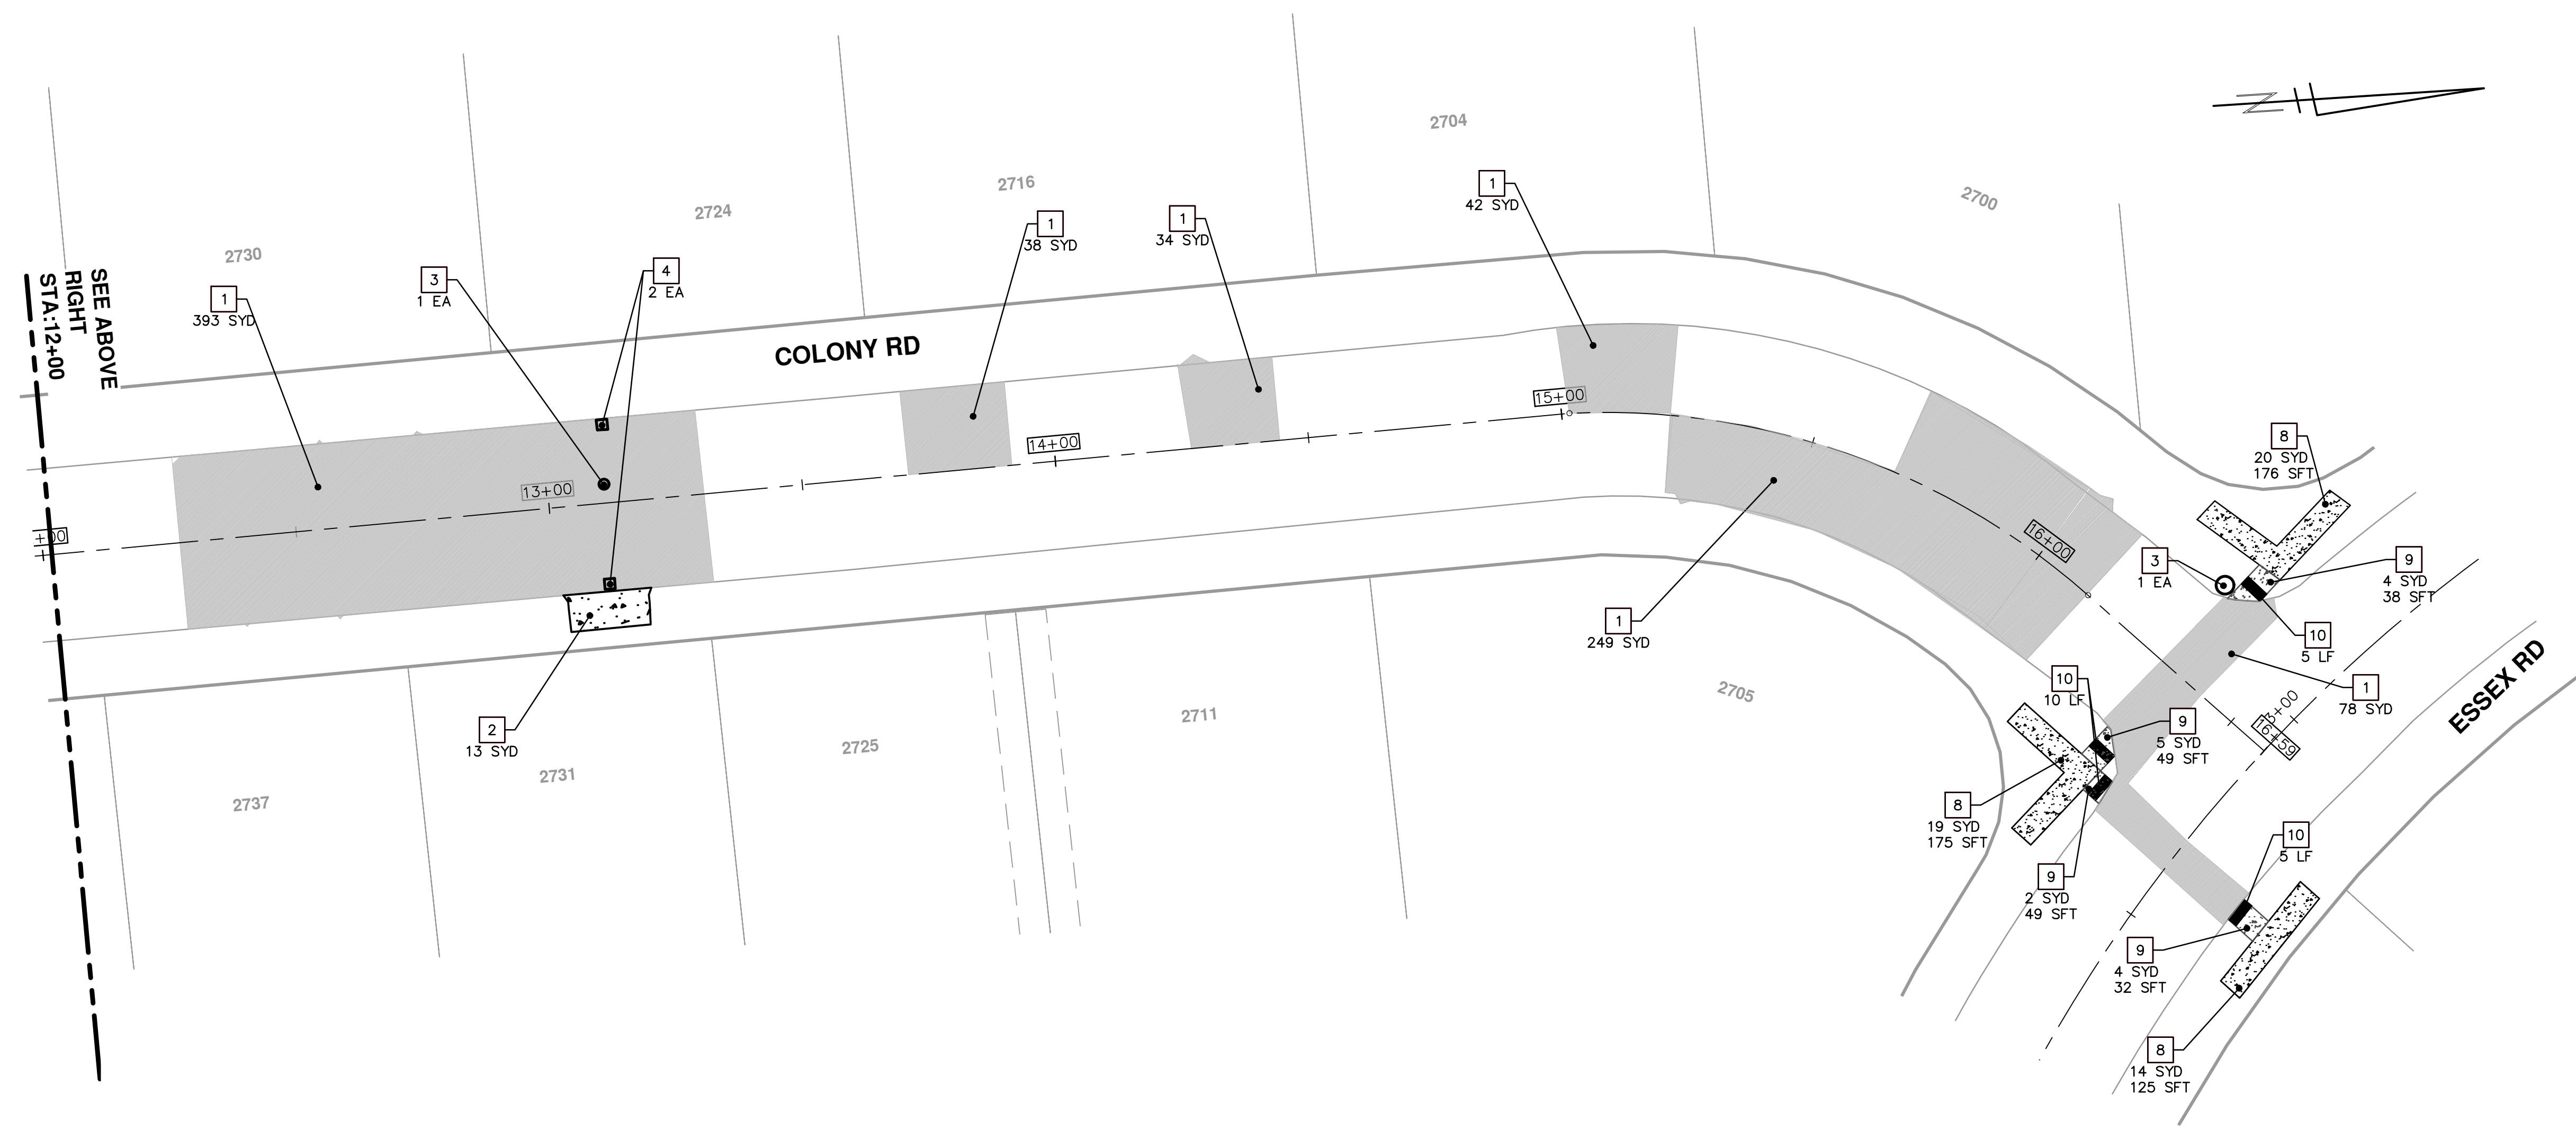 2704
2716
2700
2724
2730
1
42 SYD
1
38 SYD
1
34 SYD
4
2 EA
3
1 EA
1
393 SYD
SEE ABOVE
RIGHT
STA:12+00
COLONY RD
N
15+00
14+00
13+00
+00
16+00
8
20 SYD
176 SFT
3
1 EA
9
4 SYD
38 SFT
10
5 LF
1
78 SYD
ESSEX RD
1
249 SYD
2705
2711
2725
2731
2737
2
13 SYD
10
10 LF
9
5 SYD
49 SFT
16+59
8
19 SYD
175 SFT
9
2 SYD
49 SFT
10
5 LF
9
4 SYD
32 SFT
8
14 SYD
125 SFT